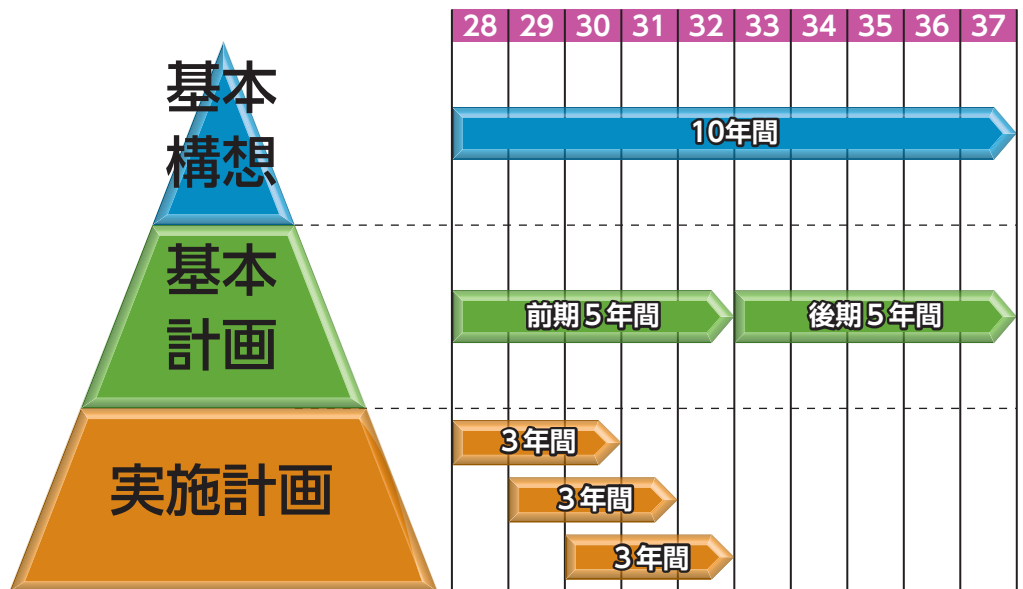 28 29 30 31 32 33 34 35 36 37
基本
構想
10年間
基本
計画
前期５年間
後期５年間
実施計画
３年間
３年間
３年間